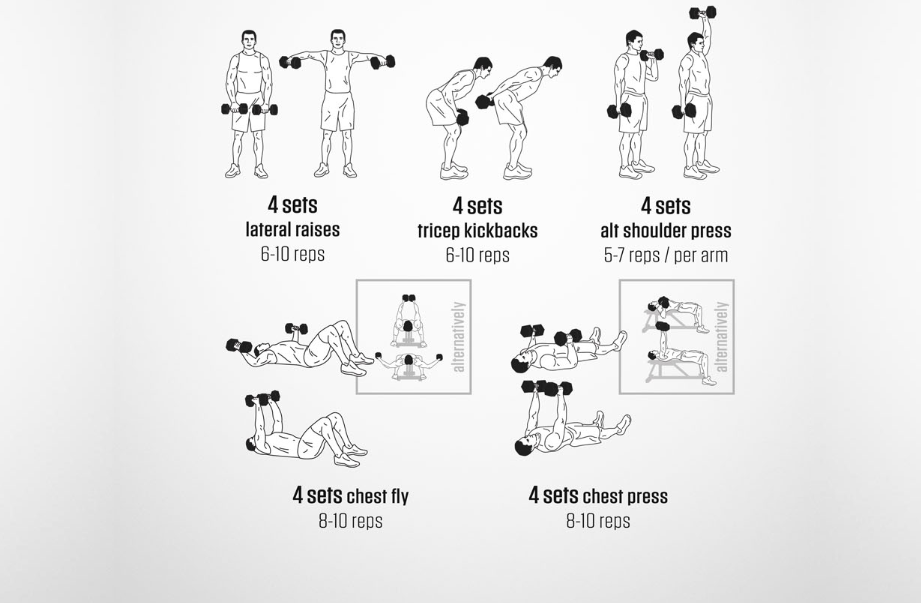 4 sets
lateral raises
6-10 reps
4 sets
tricep kickbacks
6-10 reps
4 sets
alt shoulder press
5-7 reps / per arm
alternatively
alternatively
4 sets chest fly
8-10 reps
4 sets chest press
8-10 reps